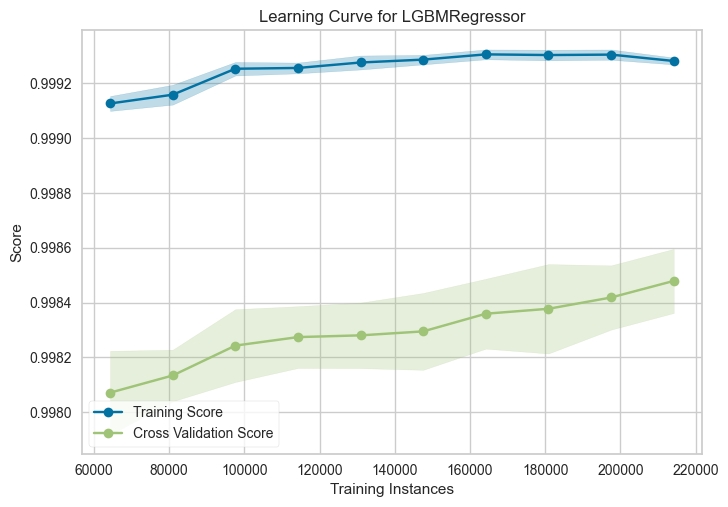 Learning Curve for LGBMRegressor
Score
0.9992
0.9990
0.9988
0.9986
0.9984
0.9982
0.9980
Training Score
Cross Validation Score
60000 80000 100000 120000 140000 160000 180000 200000 220000
Training Instances